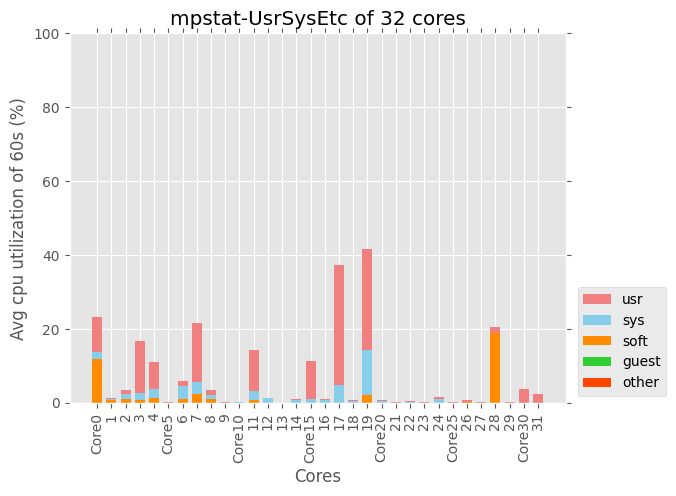 mpstat-UsrSysEtc of 32 cores
Avg cpu utilization of 60s (%)
100
80
60
40
20
0
Core0
1
2
3
4
Core5
6
7
8
9
Core10
11
12
13
14
Core15
16
17
18
19
Core20
21
22
23
24
Core25
26
27
28
29
Core30
31
Cores
usr
sys
soft
guest
other